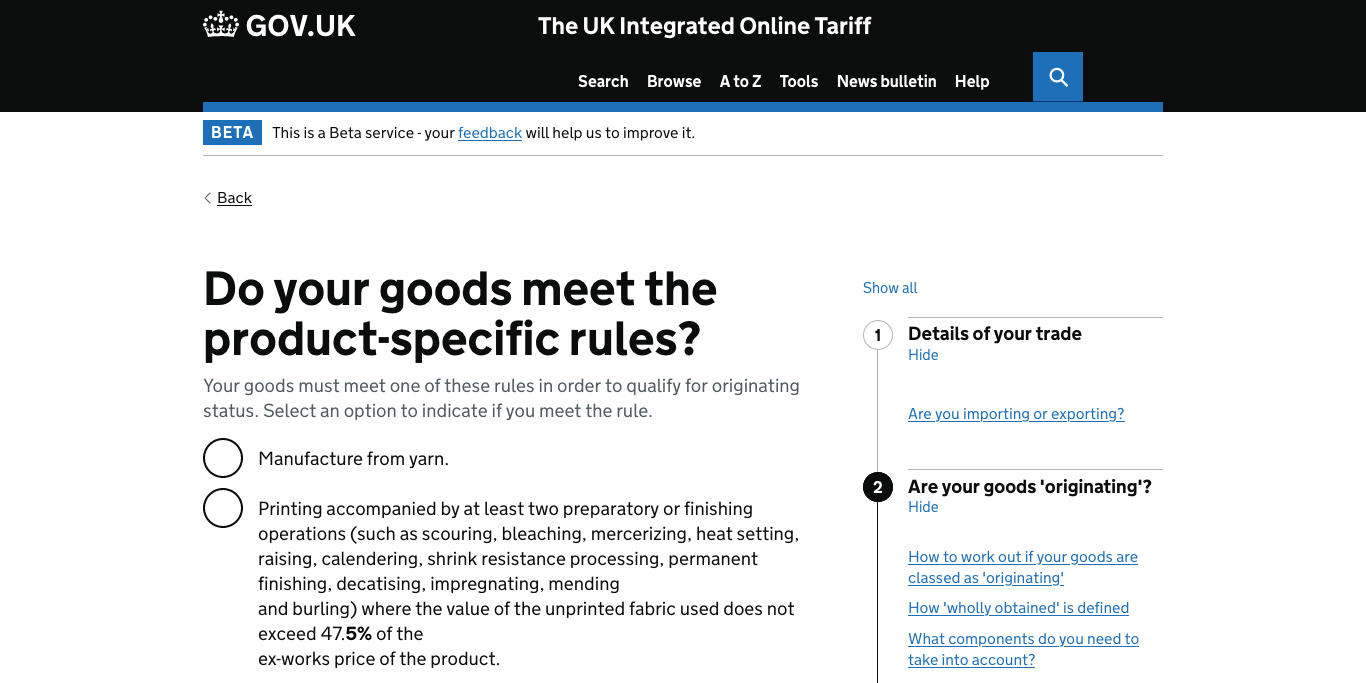 GOV.UK
The UK Integrated Online Tariff
Search Browse A to Z Tools News bulletin Help
BETA This is a Beta service - your feedback will help us to improve it.
Back
Do your goods meet the
product-specific rules?
Your goods must meet one of these rules in order to qualify for originating
status. Select an option to indicate if you meet the rule.
Manufacture from yarn.
Printing accompanied by at least two preparatory or finishing
operations (such as scouring, bleaching, mercerizing, heat setting,
raising, calendering, shrink resistance processing, permanent
finishing, decatising, impregnating, mending
and burling) where the value of the unprinted fabric used does not
exceed 47.5% of the
ex-works price of the product.
Show all
1 Details of your trade
Hide
Are you importing or exporting?
2 Are your goods 'originating'?
Hide
How to work out if your goods are
classed as 'originating'
How 'wholly obtained' is defined
What components do you need to
take into account?